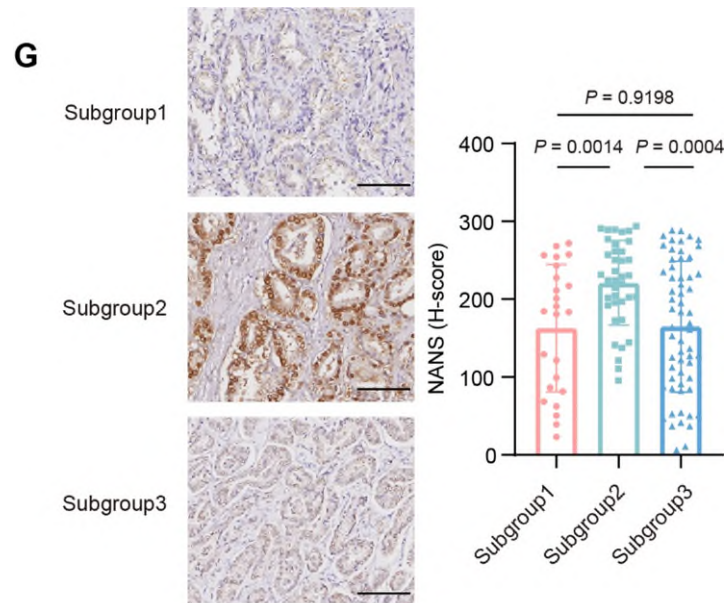 G
Subgroup1
Subgroup2
Subgroup3
P = 0.9198
P = 0.0014
P = 0.0004
NANS (H-score)
400
300
200
100
0
Subgroup1
Subgroup2
Subgroup3